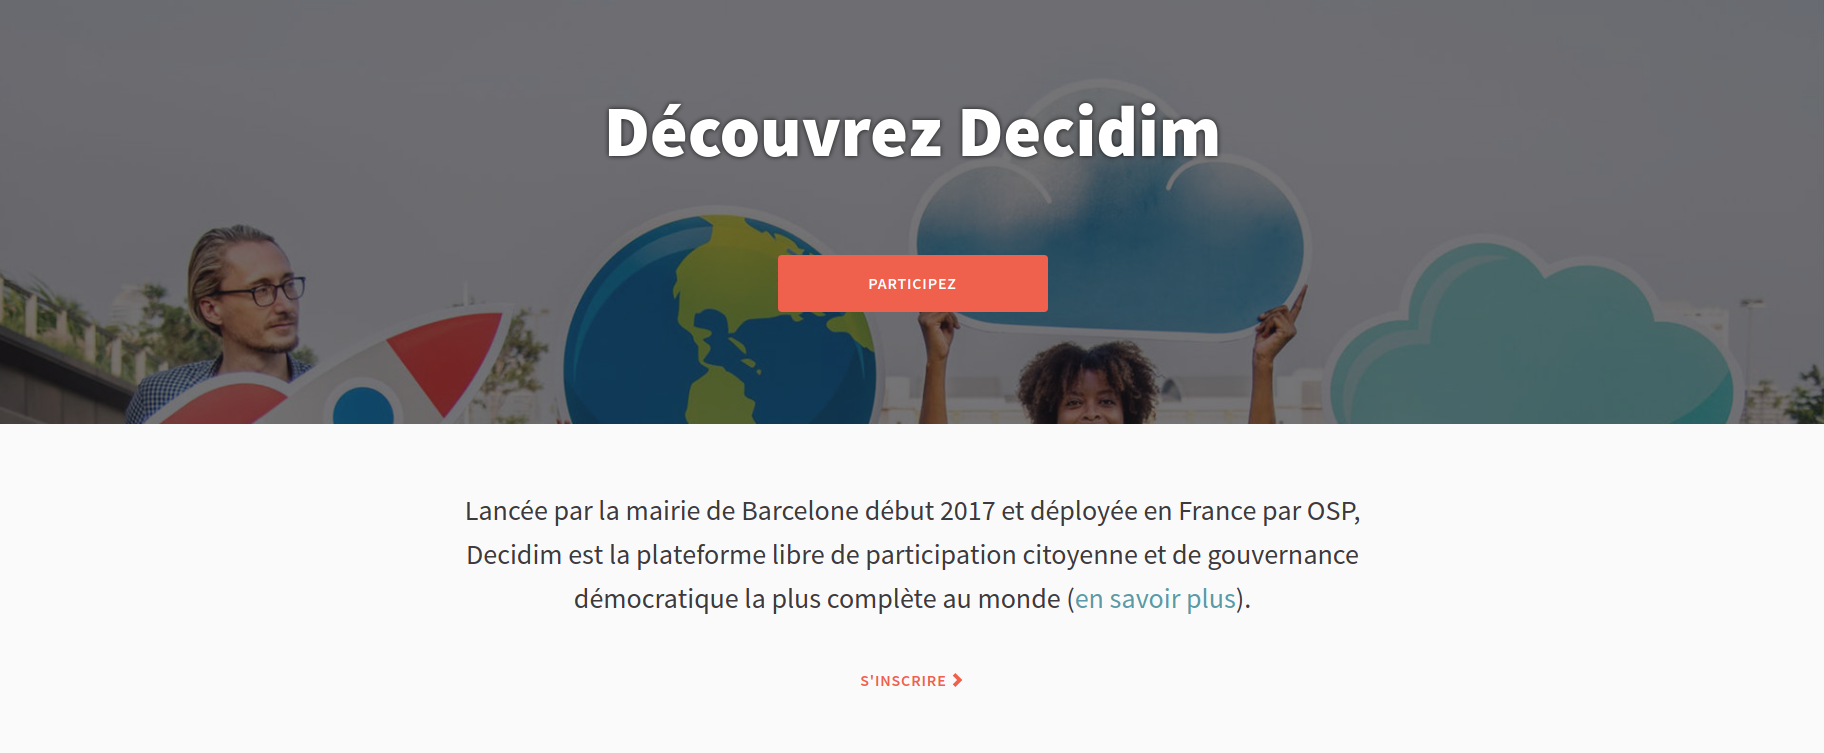 Découvrez Decidim
PARTICIPEZ
Lancée par la mairie de Barcelone début 2017 et déployée en France par OSP,
Decidim est la plateforme libre de participation citoyenne et de gouvernance
démocratique la plus complète au monde (en savoir plus).
S'INSCRIRE